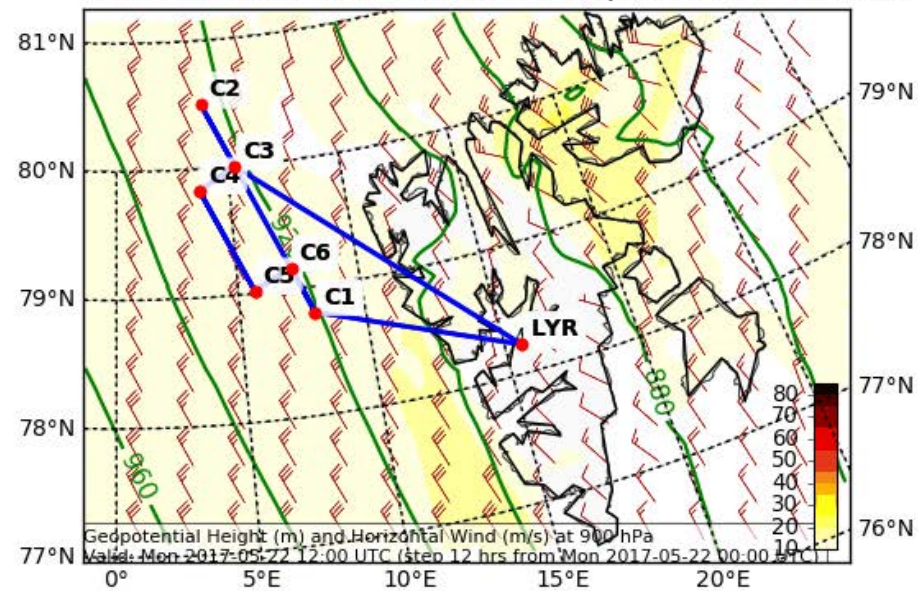 81°N
80°N
79°N
78°N
77°N
79°N
78°N
77°N
76°N
C2
C3
C4
C6
C5
C1
LYR
960
880
80
70
60
50
40
30
20
10
Geopotential Height (m) and Horizontal Wind (m/s) at 900 hPa
Valid: Mon 2017-05-22 12:00 UTC (step 12 hrs from Mon 2017-05-22 00:00 UTC)
0°
5°E
10°E
15°E
20°E